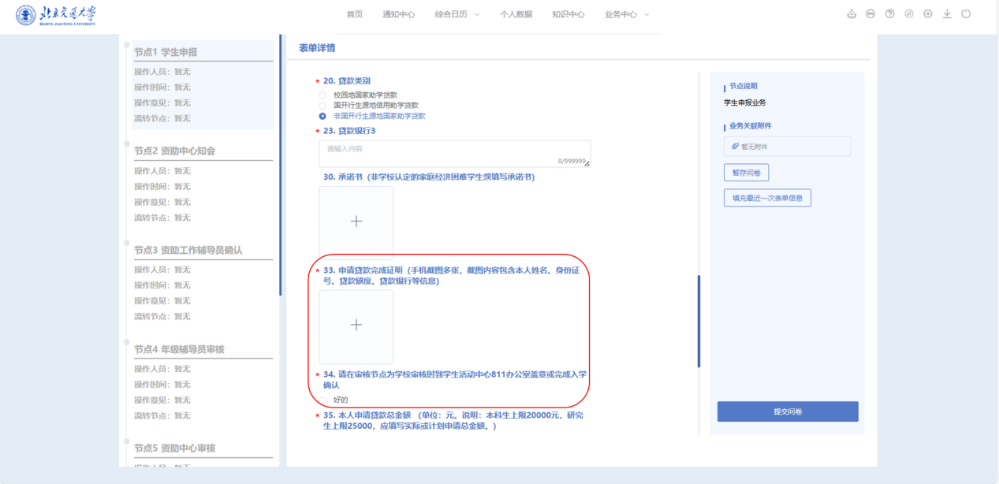 北京交通大学
BEIJING JIAOTONG UNIVERSITY
首页 通知中心 综合日历 个人数据 知识中心 业务中心
节点1 学生申报
操作人员：暂无
操作时间：暂无
操作意见：暂无
流转节点：暂无
节点2 资助中心知会
操作人员：暂无
操作时间：暂无
操作意见：暂无
流转节点：暂无
节点3 资助工作辅导员确认
操作人员：暂无
操作时间：暂无
操作意见：暂无
流转节点：暂无
节点4 年级辅导员审核
操作人员：暂无
操作时间：暂无
操作意见：暂无
流转节点：暂无
节点5 资助中心审核
操作人员：暂无
表单详情
* 20. 贷款类别
校园地国家助学贷款
国开行生源地信用助学贷款
非国开行生源地国家助学贷款
* 23. 贷款银行3
请输入内容
0/999999
30. 承诺书（非学校认定的家庭经济困难学生须填写承诺书）
* 33. 申请贷款完成证明（手机截图多张，截图内容包含本人姓名、身份证
号、贷款额度、贷款银行等信息）
* 34. 请在审核节点为学校审核时到学生活动中心811办公室盖章或完成入学
确认
好的
* 35. 本人申请贷款总金额 （单位：元。说明：本科生上限20000元，研究
生上限25000，应填写实际或计划申请总金额。）
节点说明
学生申报业务
业务关联附件
暂无附件
暂存问卷
填充最近一次表单信息
提交问卷